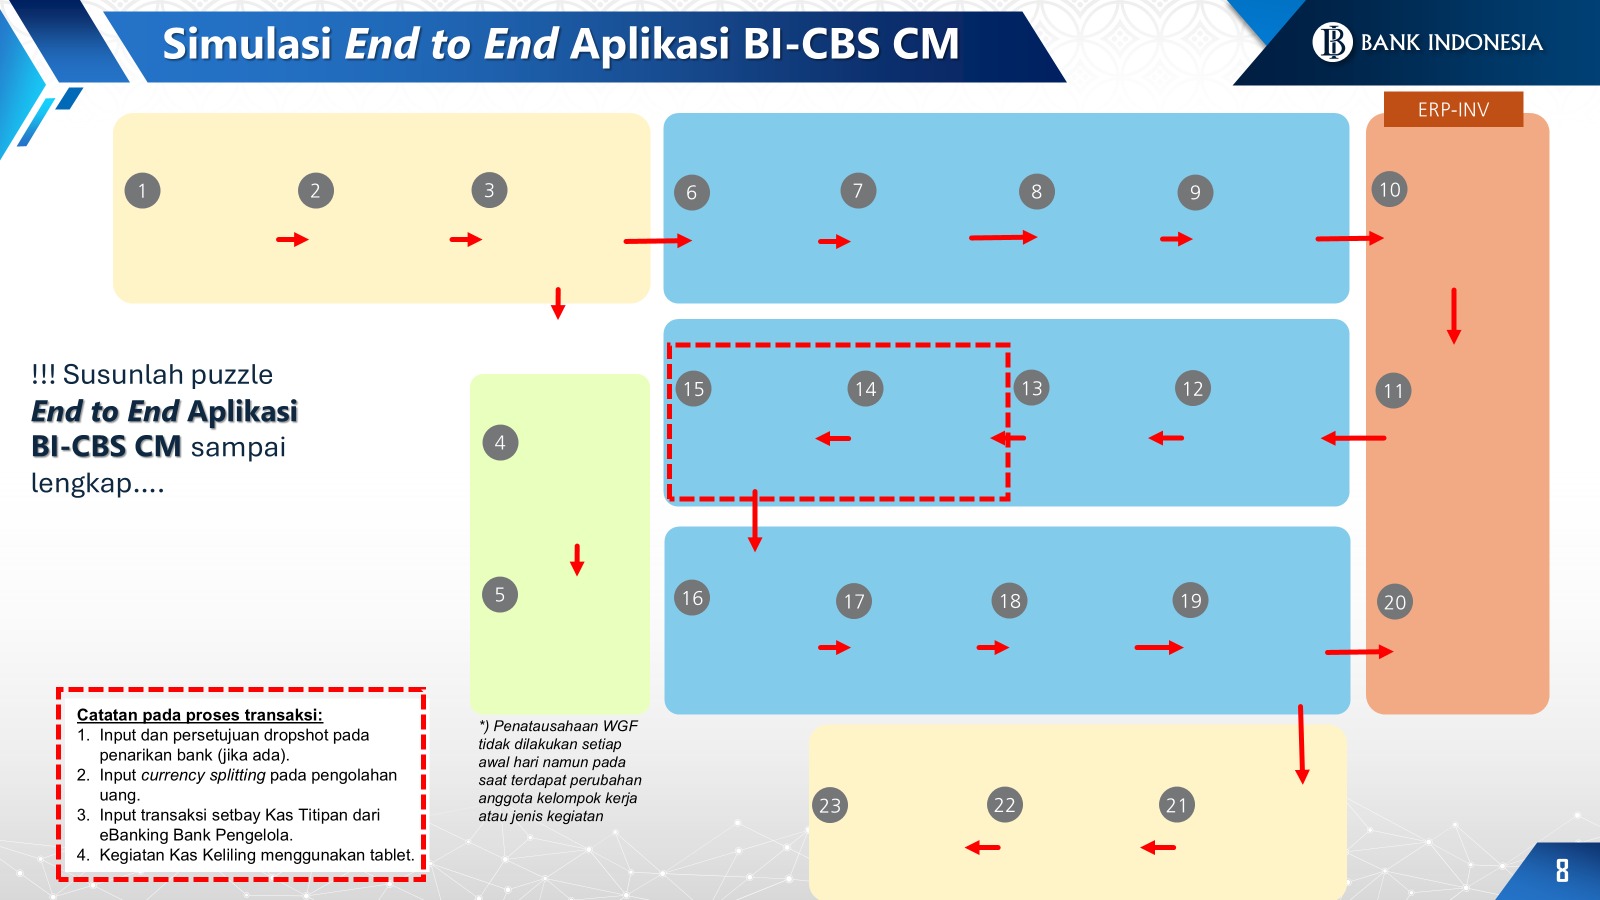 Simulasi End to End Aplikasi BI-CBS CM
BANK INDONESIA
ERP-INV
1
2
3
6
7
8
9
10
!!! Susunlah puzzle
End to End Aplikasi
BI-CBS CM sampai
lengkap....
15
14
13
12
11
4
5
16
17
18
19
20
Catatan pada proses transaksi:
1. Input dan persetujuan dropshot pada
penarikan bank (jika ada).
2. Input currency splitting pada pengolahan
uang.
3. Input transaksi setbay Kas Titipan dari
eBanking Bank Pengelola.
4. Kegiatan Kas Keliling menggunakan tablet.
*) Penatausahaan WGF
tidak dilakukan setiap
awal hari namun pada
saat terdapat perubahan
anggota kelompok kerja
atau jenis kegiatan
23
22
21
8